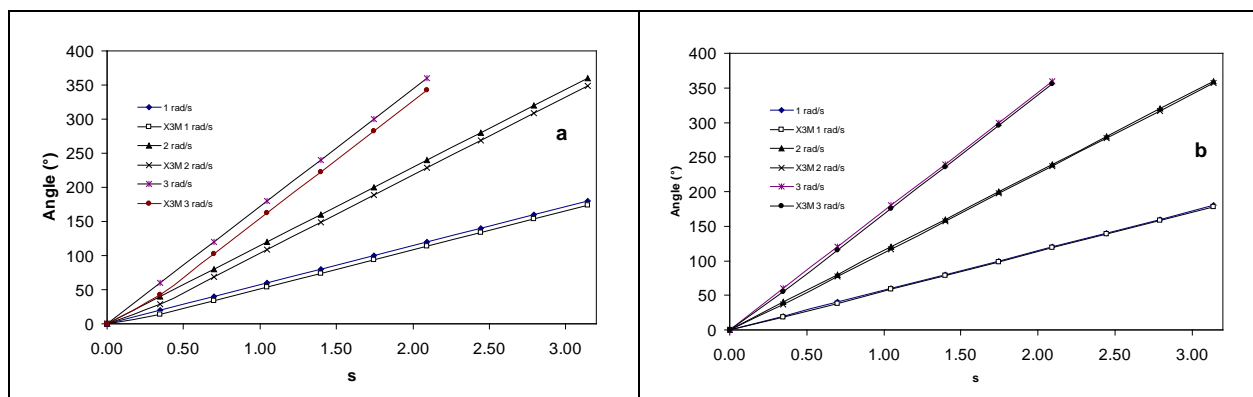 400
350
300
250
200
150
100
50
0
Angle (°)
1 rad/s
X3M 1 rad/s
2 rad/s
X3M 2 rad/s
3 rad/s
X3M 3 rad/s
a
0.00 0.50 1.00 1.50 2.00 2.50 3.00
s
400
350
300
250
200
150
100
50
0
Angle (°)
1 rad/s
X3M 1 rad/s
2 rad/s
X3M 2 rad/s
3 rad/s
X3M 3 rad/s
b
0.00 0.50 1.00 1.50 2.00 2.50 3.00
s